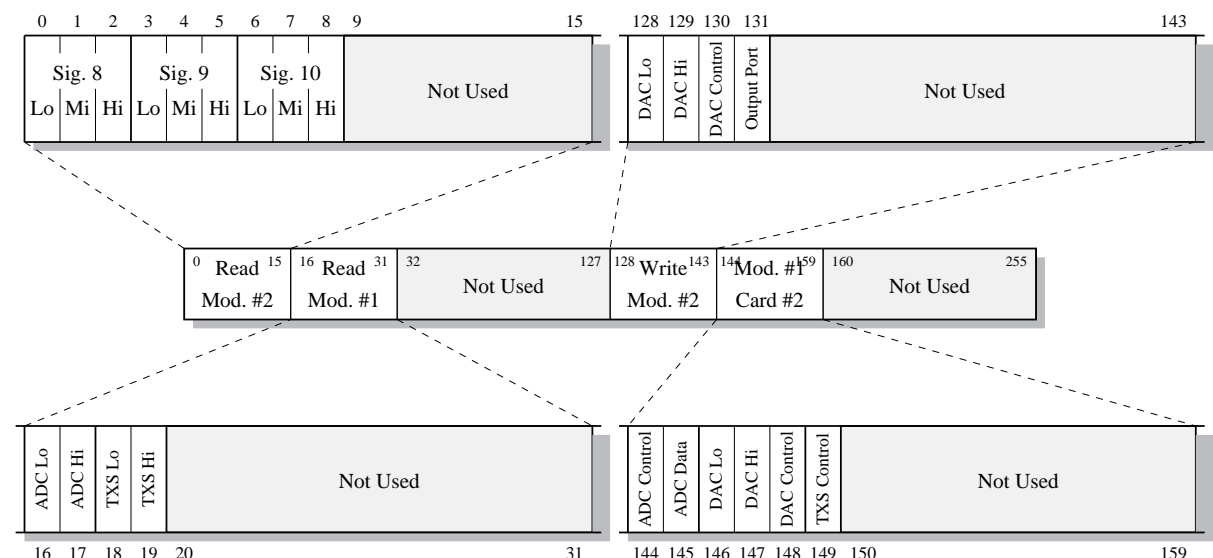 0 1 2 3 4 5 6 7 8 9 15
Sig. 8 Sig. 9 Sig. 10
Lo Mi Hi Lo Mi Hi Lo Mi Hi
Not Used
128 129 130 131 143
DAC Lo
DAC Hi
DAC Control
Output Port
Not Used
0 15 16 31 32 127 128 143 144 159 160 255
Read
Mod. #2
Read
Mod. #1
Not Used
Write
Mod. #2
Mod. #1
Card #2
Not Used
ADC Lo
ADC Hi
TXS Lo
TXS Hi
Not Used
16 17 18 19 20 31
ADC Control
ADC Data
DAC Lo
DAC Hi
DAC Control
TXS Control
Not Used
144 145 146 147 148 149 150 159